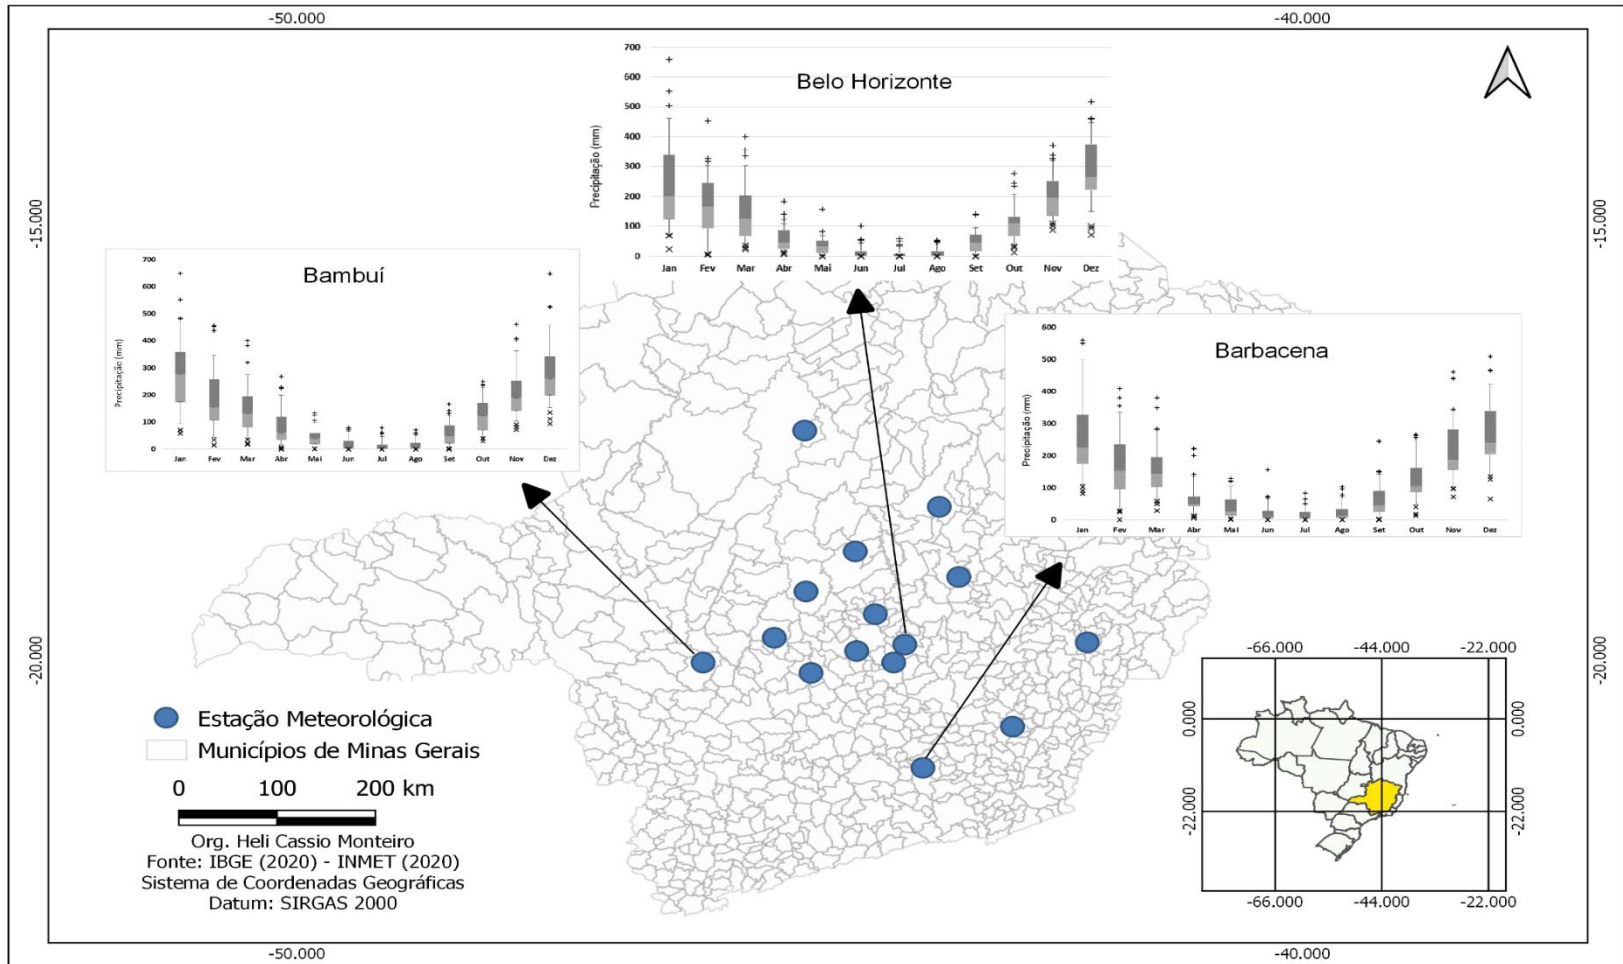 -50.000
-40.000
-15.000
-15.000
-20.000
-20.000
Belo Horizonte
Precipitação (mm)
700
600
500
400
300
200
100
0
Jan Fev Mar Abr Mai Jun Jul Ago Set Out Nov Dez
Bambuí
Precipitação (mm)
700
600
500
400
300
200
100
0
Jan Fev Mar Abr Mai Jun Jul Ago Set Out Nov Dez
Barbacena
Precipitação (mm)
600
500
400
300
200
100
0
Jan Fev Mar Abr Mai Jun Jul Ago Set Out Nov Dez
Estação Meteorológica
Municípios de Minas Gerais
0 100 200 km
Org. Heli Cassio Monteiro
Fonte: IBGE (2020) - INMET (2020)
Sistema de Coordenadas Geográficas
Datum: SIRGAS 2000
-66.000 -44.000 -22.000
0.000
0.000
-22.000
-22.000
-66.000 -44.000 -22.000
-50.000
-40.000